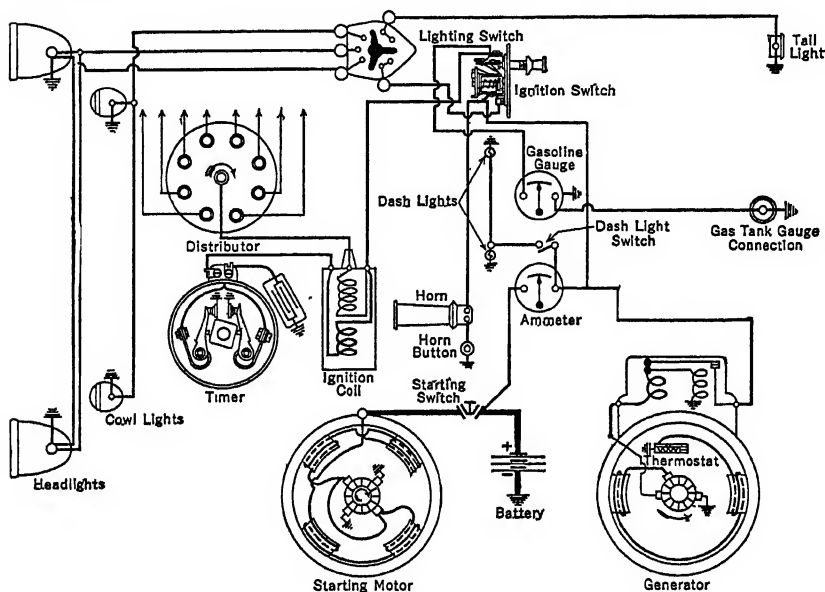 Lighting Switch
Tail
Light
Ignition Switch
Gasoline
Gauge
Dash Lights
Dash Light
Switch
Gas Tank Gauge
Connection
Distributor
Horn
Ammeter
Horn
Button
Ignition
Coil
Timer
Starting
Switch
Cowl Lights
+
Thermostat
-
Headlights
Battery
Starting Motor
Generator